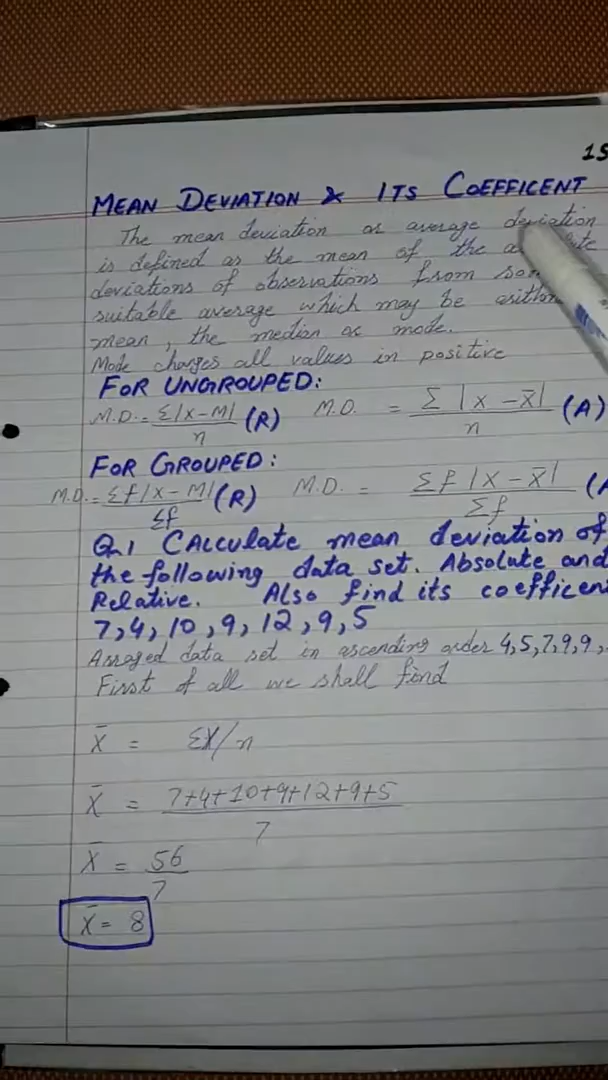 15
MEAN DEVIATION & ITS COEFFICENT
The mean deviation or average deviation
is defined as the mean of the
deviations of observations from
suitable average which may be
mean, the median or mode.
Mode changes all values in positive
FOR UNGROUPED:
M.D. = Σ|X-M|/n (R) M.D. = Σ|X-X̄|/n (A)
FOR GROUPED:
M.D. = Σf|X-M|/Σf (R) M.D. = Σf|X-X̄|/Σf
Q.1 CALculate mean deviation of
the following data set. Absolute and
Relative. Also find its
7,4,10,9,12,9,5
Arraged data set in ascending order 4,5,7,9,9,
First of all we shall find
X̄ = ΣX/n
X̄ = 7+4+10+9+12+9+5/7
X̄ = 56/7
X̄ = 8